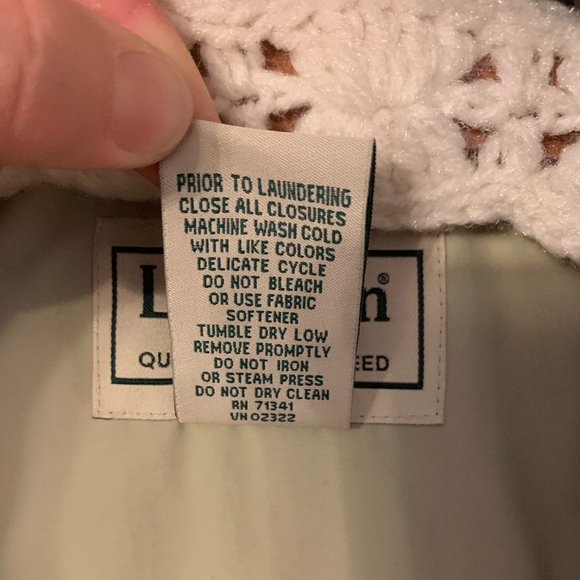 PRIOR TO LAUNDERING
CLOSE ALL CLOSURES
MACHINE WASH COLD
WITH LIKE COLORS
DELICATE CYCLE
DO NOT BLEACH
OR USE FABRIC
SOFTENER
TUMBLE DRY LOW
REMOVE PROMPTLY
DO NOT IRON
OR STEAM PRESS
DO NOT DRY CLEAN
RN 71341
VN 02322